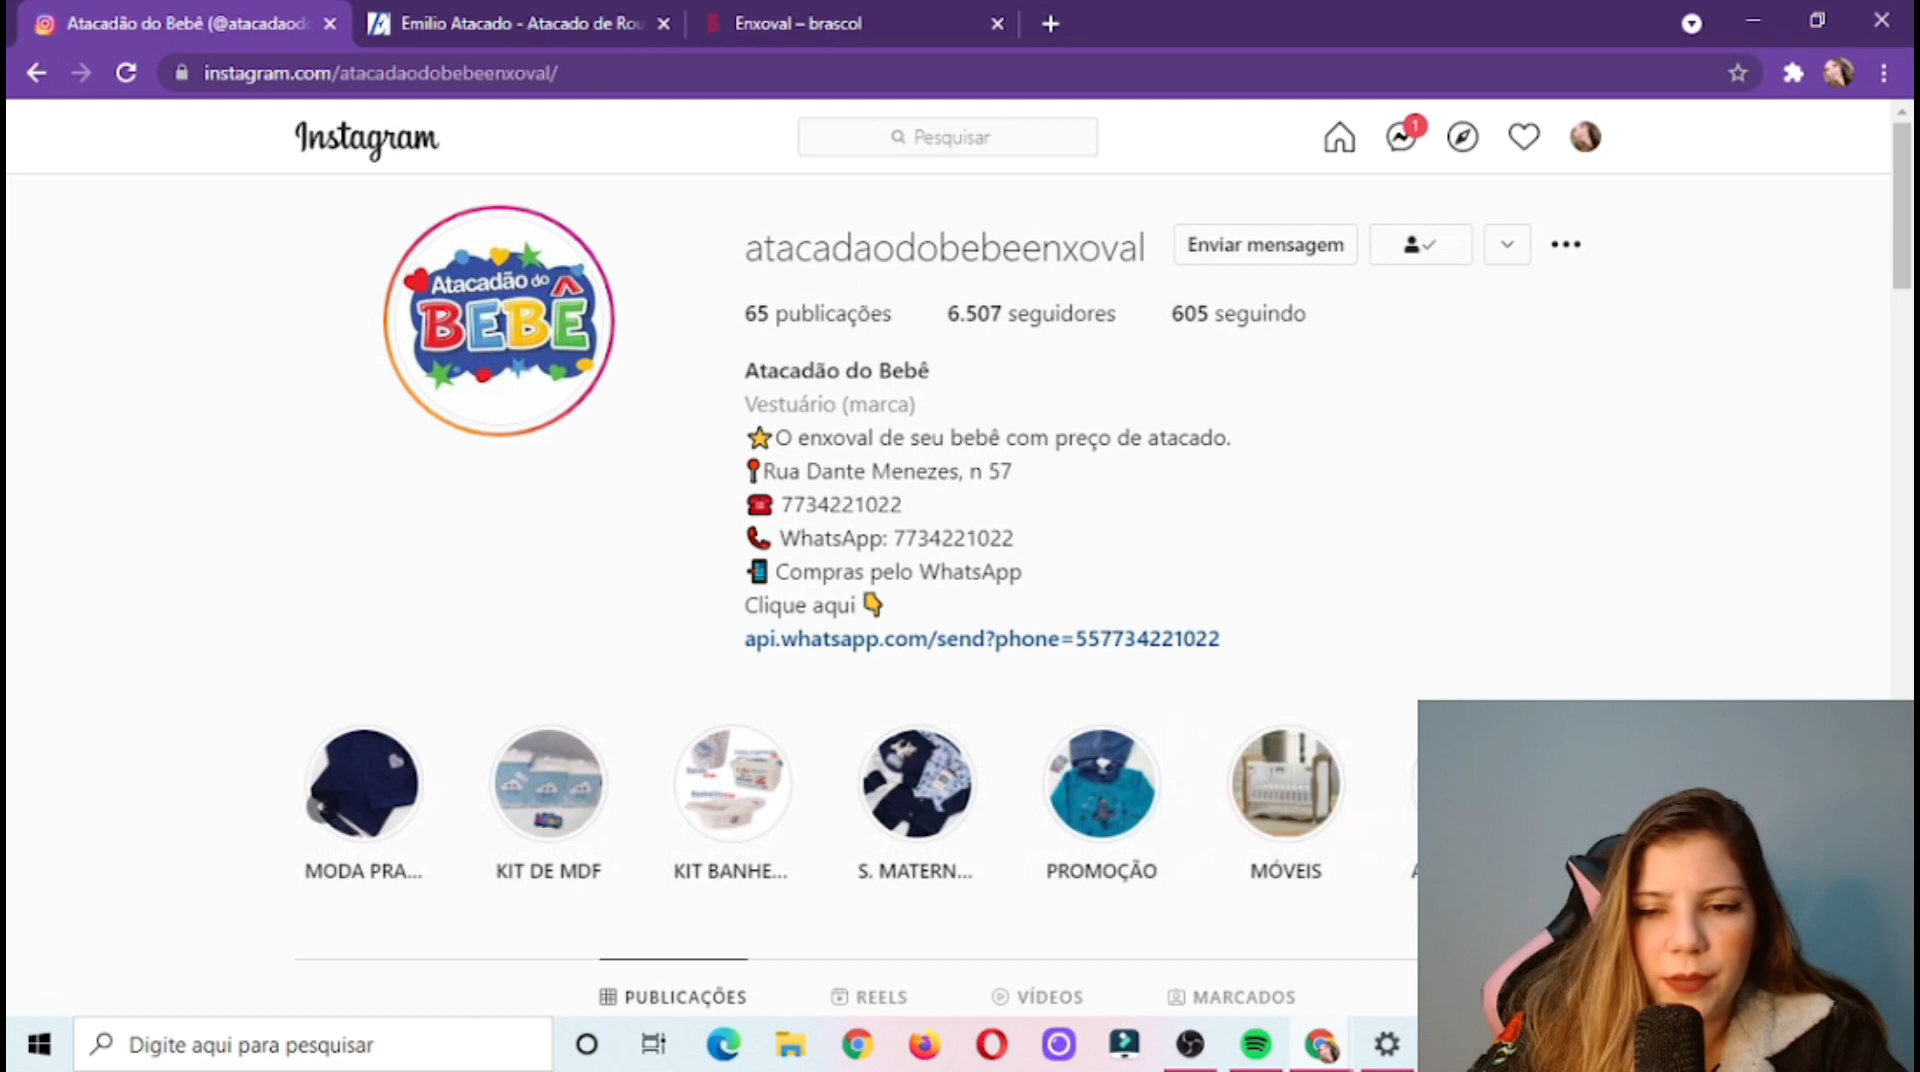 Atacadão do Bebê (@atacadaodo
Emilio Atacado - Atacado de Rou
Enxoval – brascol
instagram.com/atacadaodobebeenxoval/
Instagram
Pesquisar
1
Atacadão do
BEBÊ
atacadaodobebeenxoval
Enviar mensagem
65 publicações
6.507 seguidores
605 seguindo
Atacadão do Bebê
Vestuário (marca)
⭐O enxoval de seu bebê com preço de atacado.
📍Rua Dante Menezes, n 57
☎️ 7734221022
📞 WhatsApp: 7734221022
📲 Compras pelo WhatsApp
Clique aqui 👇
api.whatsapp.com/send?phone=557734221022
MODA PRA...
KIT DE MDF
KIT BANHE...
S. MATERN...
PROMOÇÃO
MÓVEIS
PUBLICAÇÕES
REELS
VÍDEOS
MARCADOS
Digite aqui para pesquisar